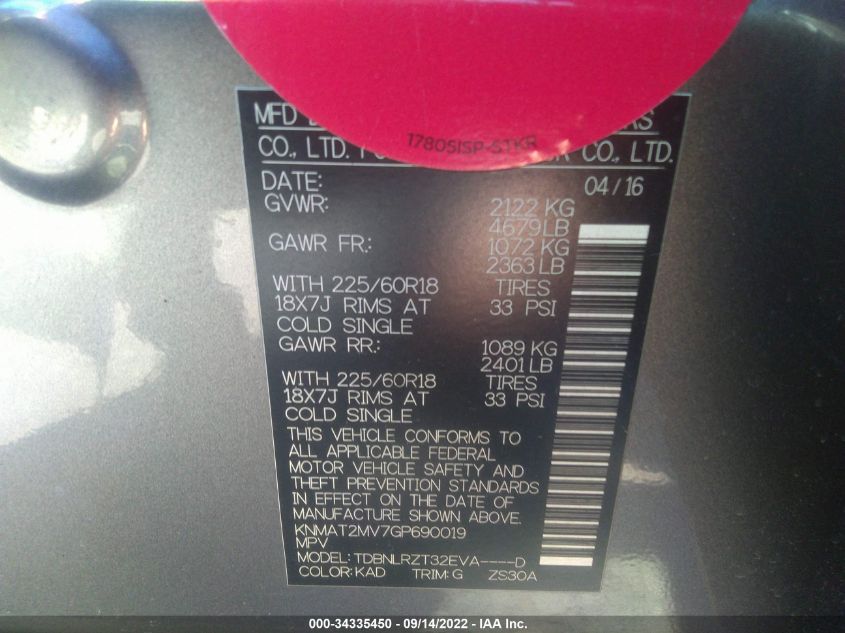 17805ISP-STKR
MFD
CO., LTD. CO., LTD.
DATE: 04/16
GVWR: 2122 KG
4679 LB
GAWR FR.: 1072 KG
2363 LB
WITH 225/60R18 TIRES
18X7J RIMS AT 33 PSI
COLD SINGLE
GAWR RR.: 1089 KG
2401 LB
WITH 225/60R18 TIRES
18X7J RIMS AT 33 PSI
COLD SINGLE
THIS VEHICLE CONFORMS TO
ALL APPLICABLE FEDERAL
MOTOR VEHICLE SAFETY AND
THEFT PREVENTION STANDARDS
IN EFFECT ON THE DATE OF
MANUFACTURE SHOWN ABOVE.
KNMAT2MV7GP690019
MPV
MODEL: TDBNLRZT32EVA----D
COLOR: KAD TRIM: G ZS30A
000-34335450 - 09/14/2022 - IAA Inc.